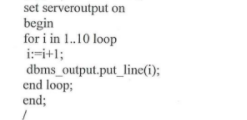 set serveroutput on
begin
for i in 1..10 loop
i:=i+1;
dbms_output.put_line(i);
end loop;
end;
/